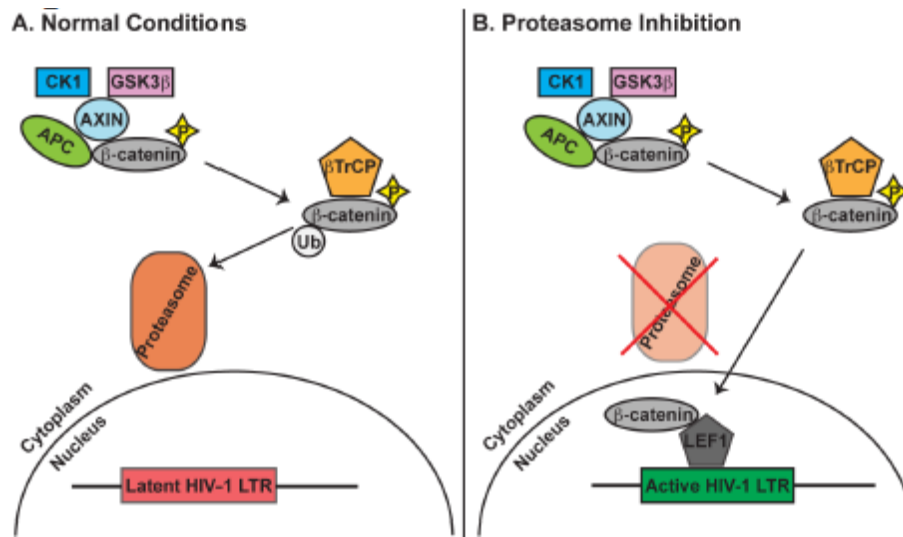 A. Normal Conditions
CK1
GSK3β
AXIN
APC
β-catenin
P
βTrCP
P
β-catenin
Ub
Proteasome
Cytoplasm
Nucleus
Latent HIV-1 LTR
B. Proteasome Inhibition
CK1
GSK3β
AXIN
APC
β-catenin
P
βTrCP
P
β-catenin
Proteasome
Cytoplasm
Nucleus
β-catenin
LEF1
Active HIV-1 LTR